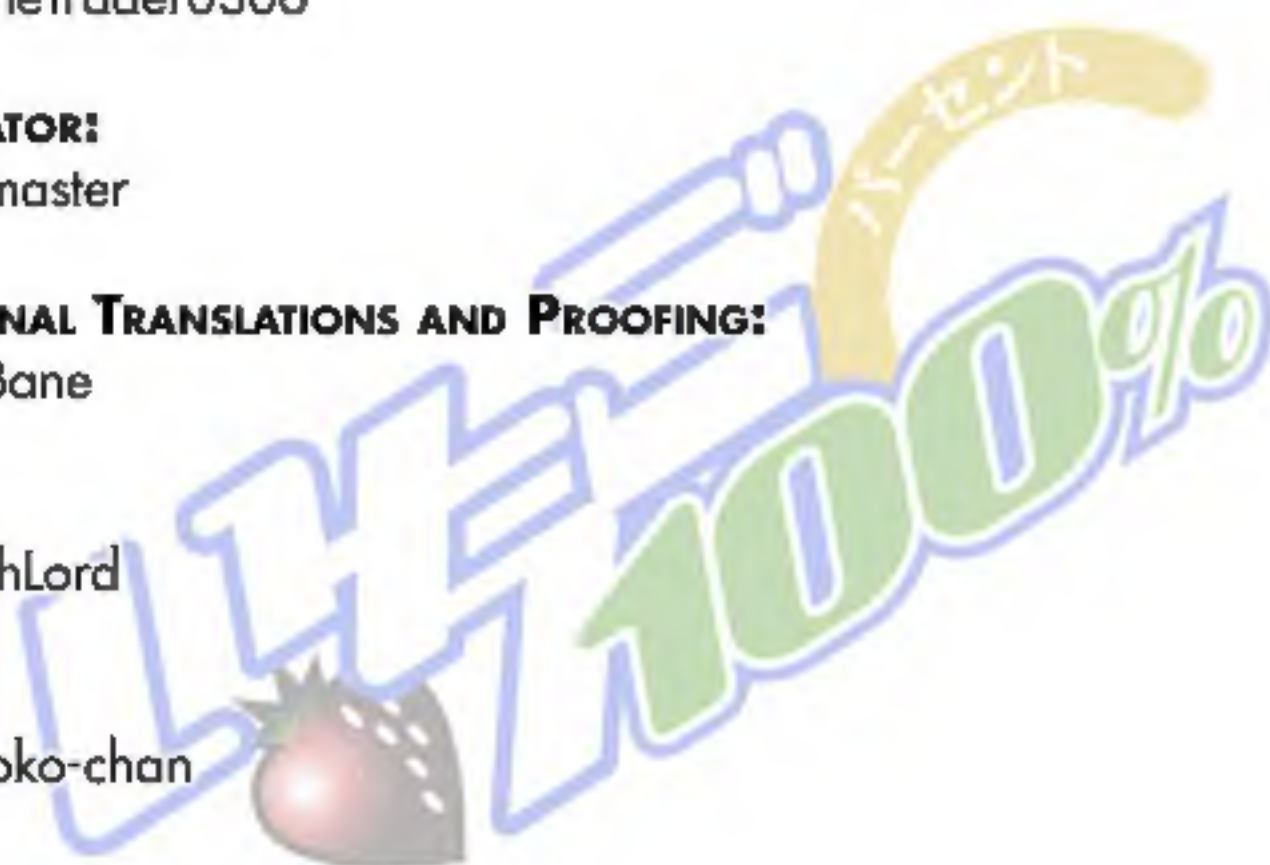 パーセント
ATOR:
master
NAL TRANSLATIONS AND PROOFING:
Bane
いちご100%
hLord
oko-chan